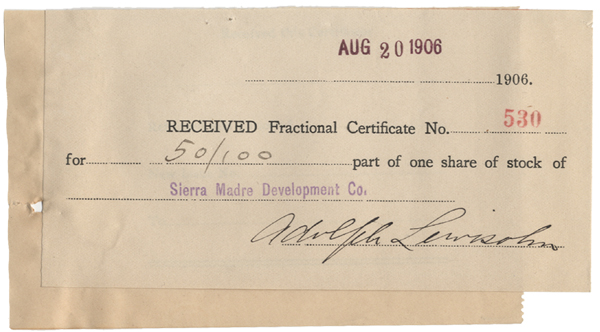 AUG 20 1906
1906.
RECEIVED Fractional Certificate No. 530
for 50/100 part of one share of stock of
Sierra Madre Development Co.
Adolph Lewisohn